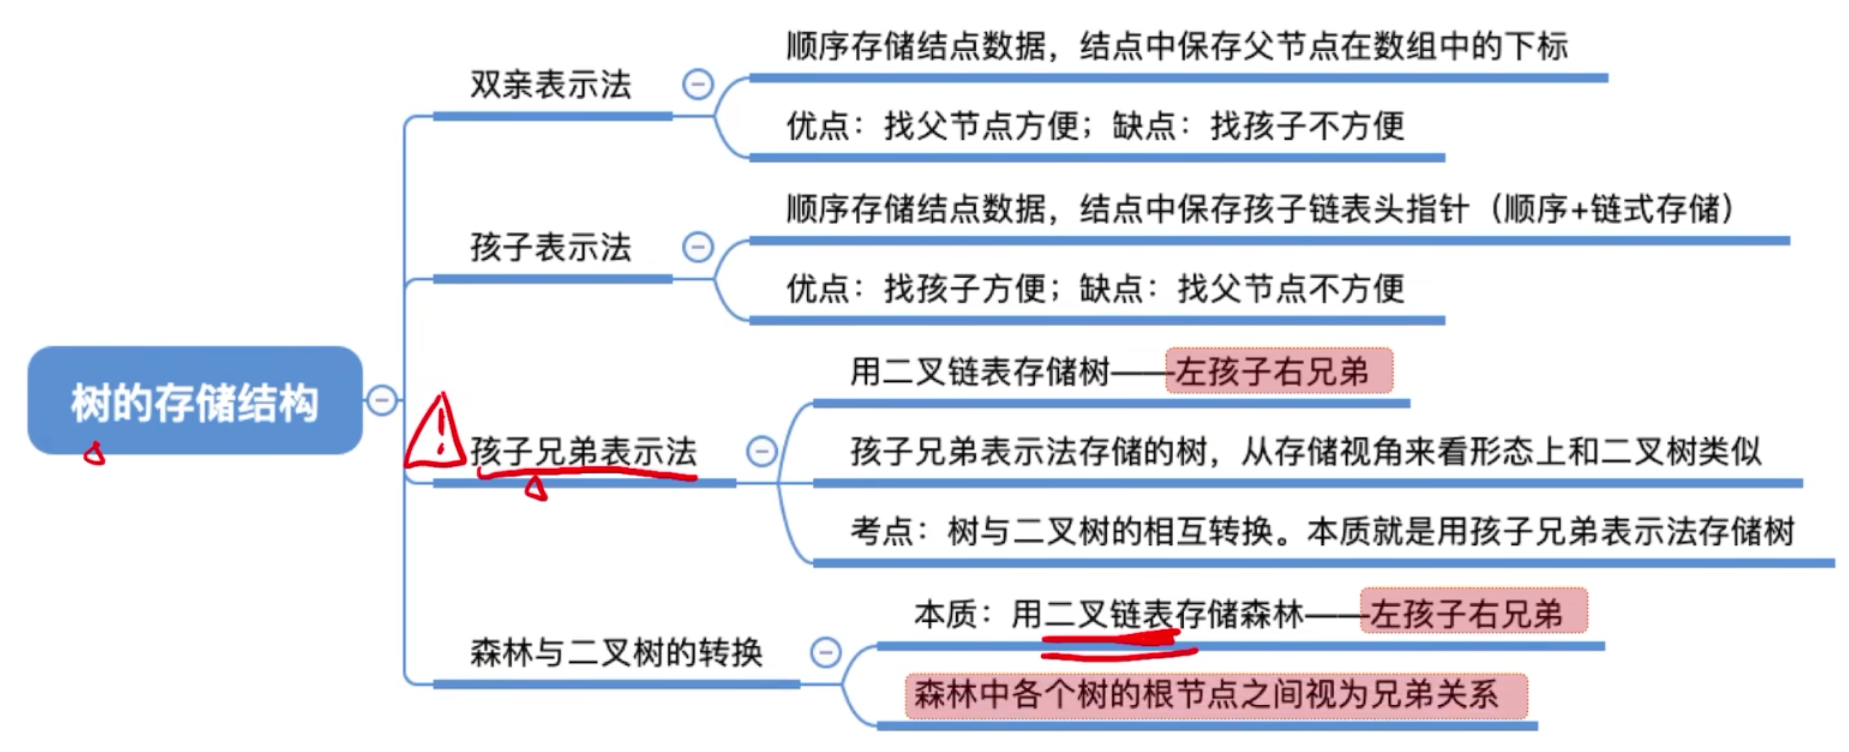 顺序存储结点数据，结点中保存父节点在数组中的下标
双亲表示法
优点：找父节点方便；缺点：找孩子不方便
顺序存储结点数据，结点中保存孩子链表头指针（顺序+链式存储）
孩子表示法
优点：找孩子方便；缺点：找父节点不方便
用二叉链表存储树——左孩子右兄弟
树的存储结构
孩子兄弟表示法
孩子兄弟表示法存储的树，从存储视角来看形态上和二叉树类似
考点：树与二叉树的相互转换。本质就是用孩子兄弟表示法存储树
本质：用二叉链表存储森林——左孩子右兄弟
森林与二叉树的转换
森林中各个树的根节点之间视为兄弟关系